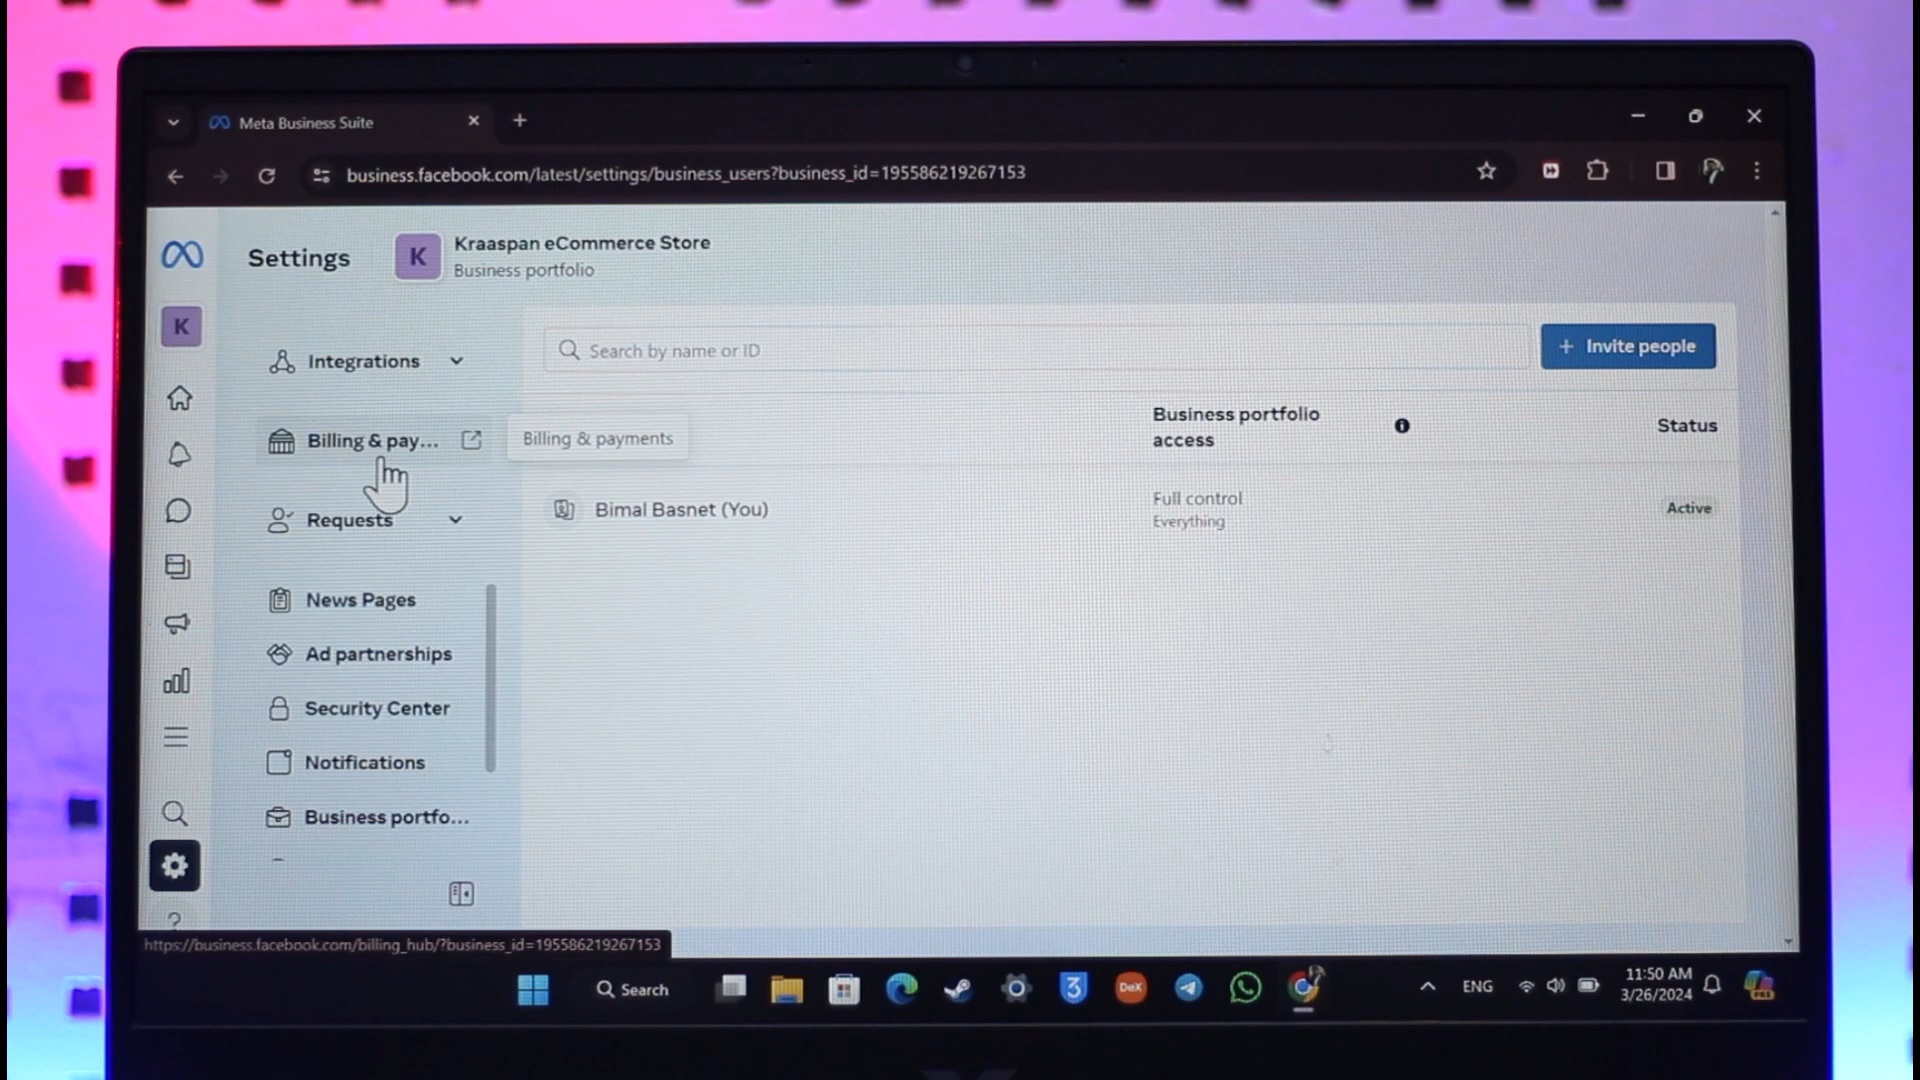 Meta Business Suite
business.facebook.com/latest/settings/business_users?business_id=195586219267153
Settings
K
Kraaspan eCommerce Store
Business portfolio
K
Integrations
Search by name or ID
+ Invite people
Billing & pay...
Billing & payments
Business portfolio
access
Status
Requests
Bimal Basnet (You)
Full control
Everything
Active
News Pages
Ad partnerships
Security Center
Notifications
Business portfo...
https://business.facebook.com/billing_hub/?business_id=195586219267153
Search
3
DeX
ENG
11:50 AM
3/26/2024